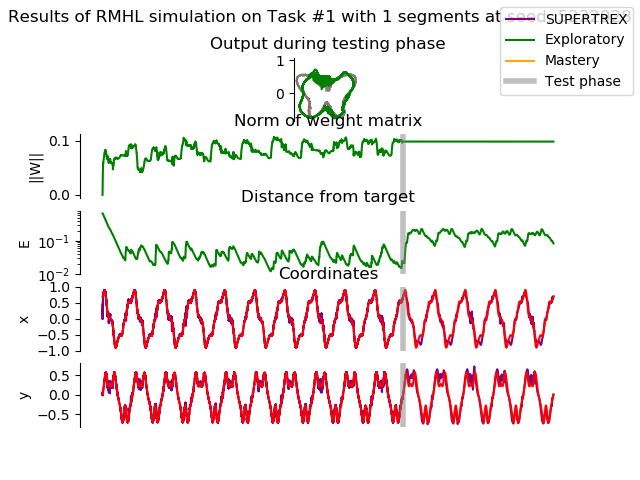 Results of RMHL simulation on Task #1 with 1 segments at
SUPERTREX
Exploratory
Mastery
Test phase
Output during testing phase
1
0
Norm of weight matrix
||W||
0.1
0.0
Distance from target
E
10⁻¹
10⁻²
Coordinates
x
1.0
0.5
0.0
−0.5
−1.0
y
0.5
0.0
−0.5